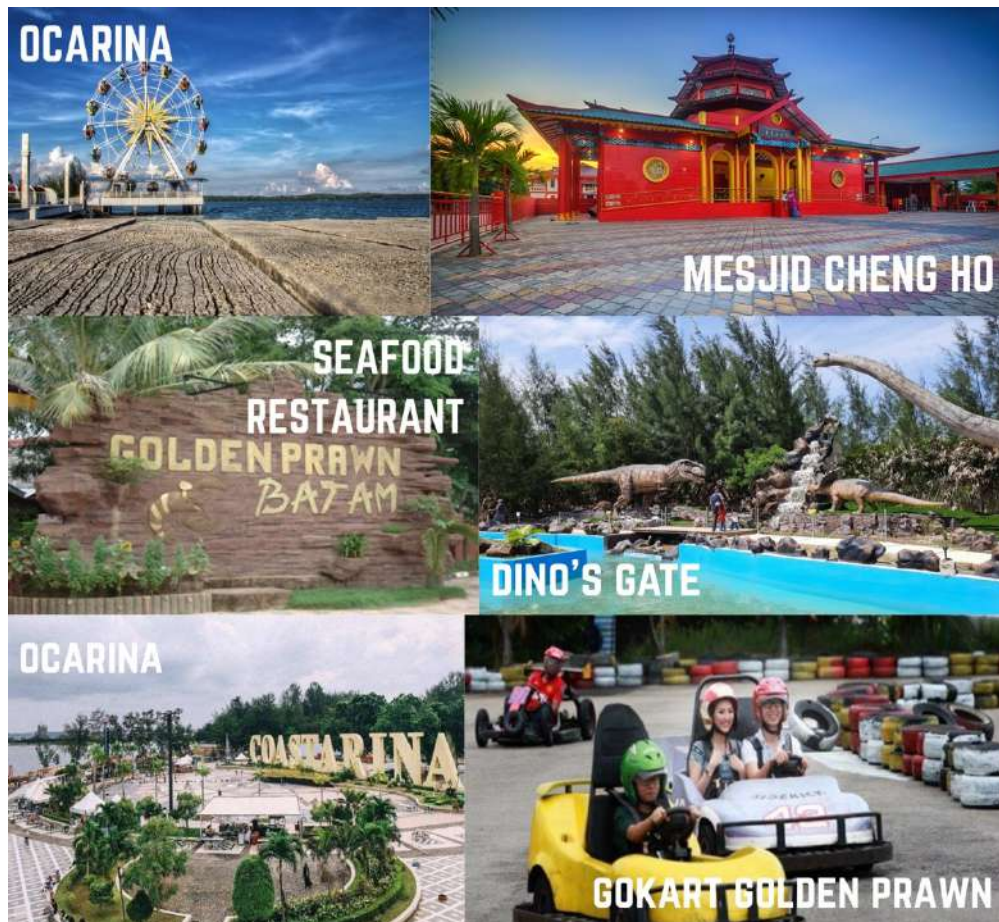 OCARINA
MESJID CHENG HO
SEAFOOD
RESTAURANT
GOLDEN PRAWN
BATAM
DINO'S GATE
OCARINA
COASTARINA
GOKART GOLDEN PRAWN